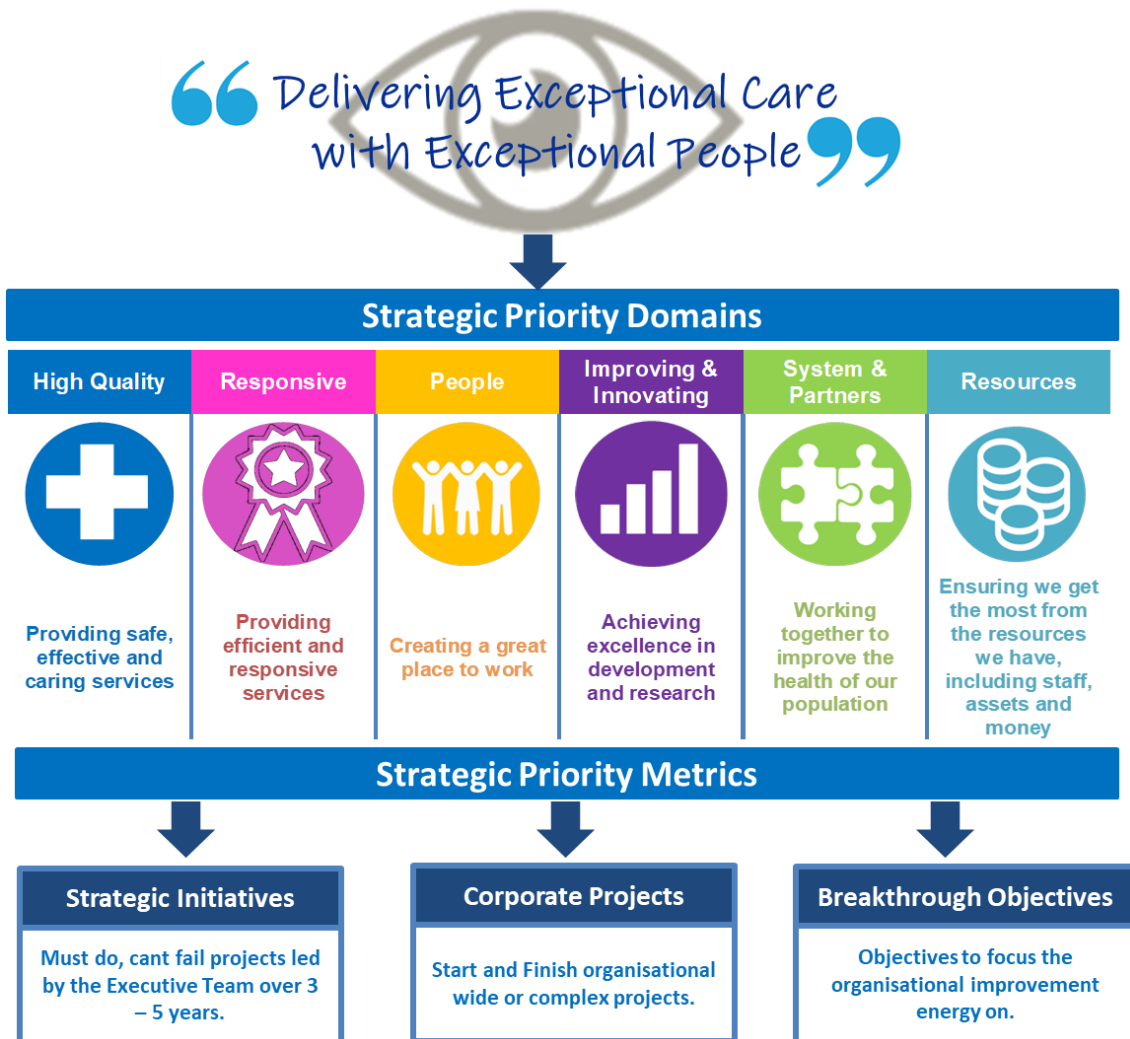 “ Delivering Exceptional Care
with Exceptional People ”
Strategic Priority Domains
High Quality
Responsive
People
Improving &
Innovating
System &
Partners
Resources
Providing safe,
effective and
caring services
Providing
efficient and
responsive
services
Creating a great
place to work
Achieving
excellence in
development
and research
Working
together to
improve the
health of our
population
Ensuring we get
the most from
the resources
we have,
including staff,
assets and
money
Strategic Priority Metrics
Strategic Initiatives
Must do, cant fail projects led
by the Executive Team over 3
– 5 years.
Corporate Projects
Start and Finish organisational
wide or complex projects.
Breakthrough Objectives
Objectives to focus the
organisational improvement
energy on.